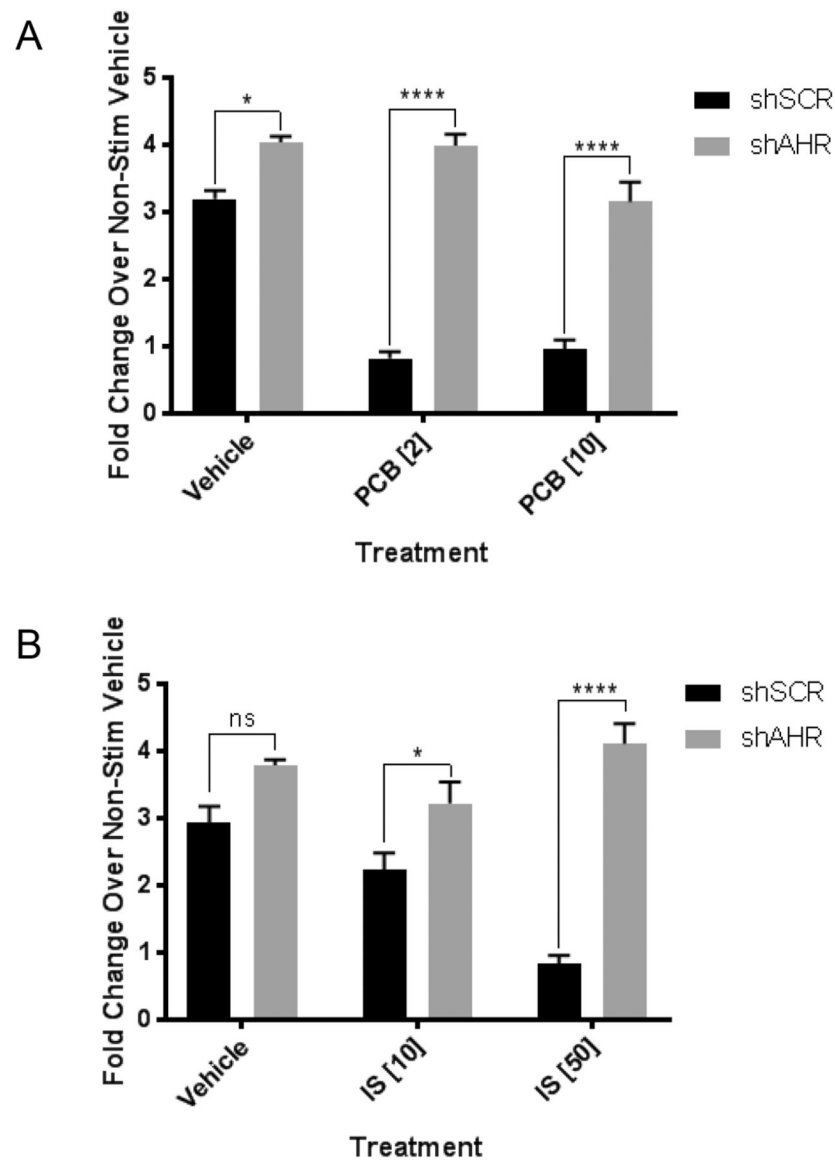 A
Fold Change Over Non-Stim Vehicle
5
4
3
2
1
0
*
****
****
shSCR
shAHR
Vehicle
PCB [2]
PCB [10]
Treatment
B
Fold Change Over Non-Stim Vehicle
5
4
3
2
1
0
ns
*
****
shSCR
shAHR
Vehicle
IS [10]
IS [50]
Treatment